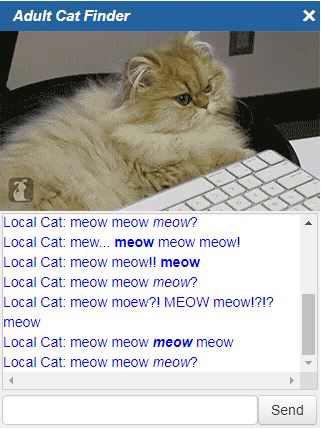 Adult Cat Finder
Local Cat: meow meow meow?
Local Cat: mew... meow meow meow!
Local Cat: meow meow!! meow
Local Cat: meow meow meow?
Local Cat: meow moew?! MEOW meow!?!?
meow
Local Cat: meow meow meow meow
Local Cat: meow meow meow?
Send